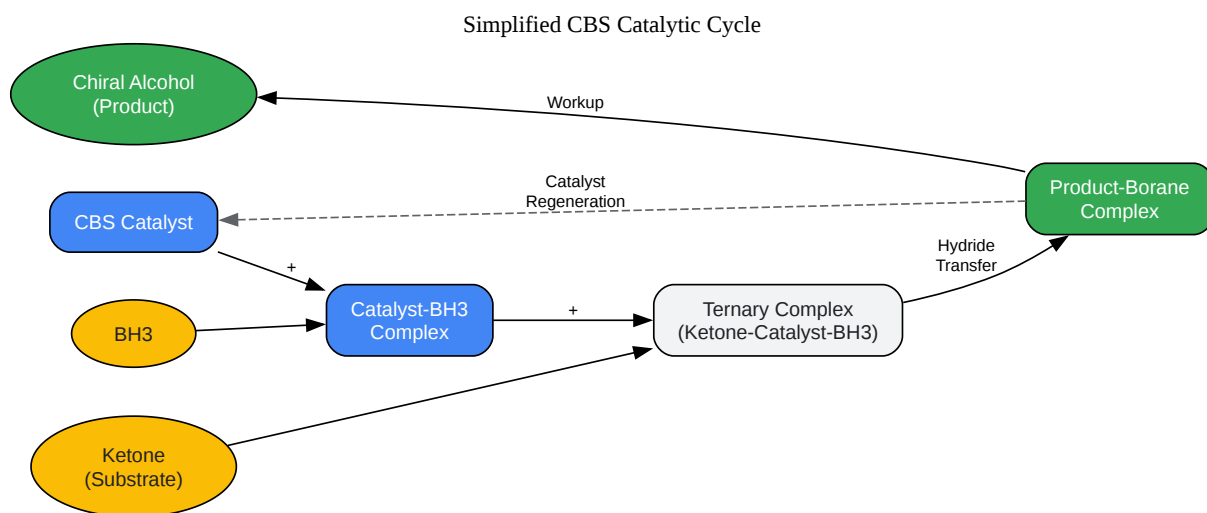 Simplified CBS Catalytic Cycle
Chiral Alcohol
(Product)
Workup
Product-Borane
Complex
Catalyst
Regeneration
CBS Catalyst
Hydride
Transfer
+
Catalyst-BH3
Complex
+
Ternary Complex
(Ketone-Catalyst-BH3)
BH3
Ketone
(Substrate)